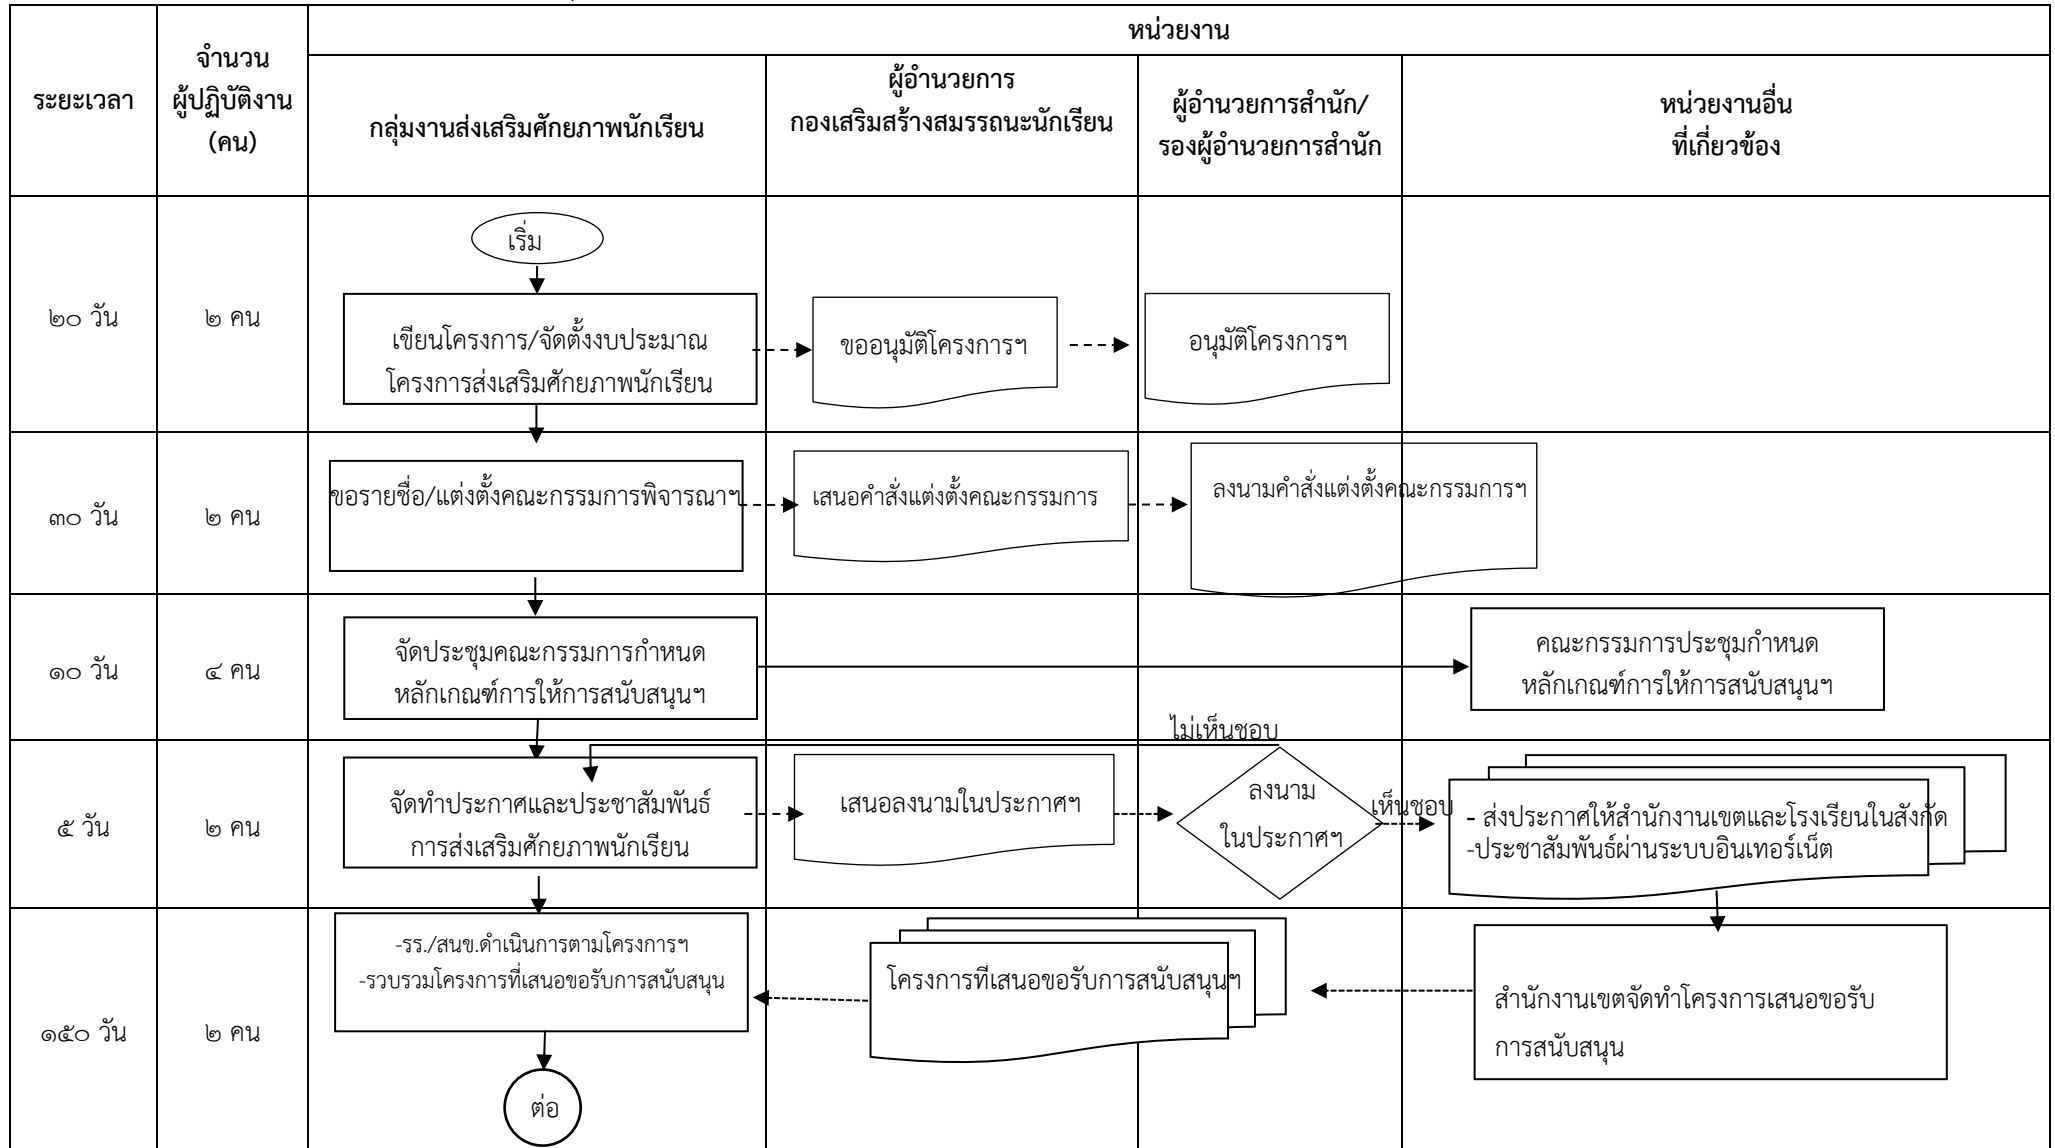 หน่วยงาน
ระยะเวลา
จำนวน
ผู้ปฏิบัติงาน
(คน)
กลุ่มงานส่งเสริมศักยภาพนักเรียน
ผู้อำนวยการ
กองเสริมสร้างสมรรถนะนักเรียน
ผู้อำนวยการสำนัก/
รองผู้อำนวยการสำนัก
หน่วยงานอื่น
ที่เกี่ยวข้อง
๒๐ วัน
๒ คน
เริ่ม
เขียนโครงการ/จัดตั้งงบประมาณ
โครงการส่งเสริมศักยภาพนักเรียน
ขออนุมัติโครงการฯ
อนุมัติโครงการฯ
๓๐ วัน
๒ คน
ขอรายชื่อ/แต่งตั้งคณะกรรมการพิจารณาฯ
เสนอคำสั่งแต่งตั้งคณะกรรมการ
ลงนามคำสั่งแต่งตั้งคณะกรรมการฯ
๑๐ วัน
๔ คน
จัดประชุมคณะกรรมการกำหนด
หลักเกณฑ์การให้การสนับสนุนฯ
คณะกรรมการประชุมกำหนด
หลักเกณฑ์การให้การสนับสนุนฯ
ไม่เห็นชอบ
๕ วัน
๒ คน
จัดทำประกาศและประชาสัมพันธ์
การส่งเสริมศักยภาพนักเรียน
เสนอลงนามในประกาศฯ
ลงนาม
ในประกาศฯ
เห็นชอบ
- ส่งประกาศให้สำนักงานเขตและโรงเรียนในสังกัด
-ประชาสัมพันธ์ผ่านระบบอินเทอร์เน็ต
๑๕๐ วัน
๒ คน
-รร./สนข.ดำเนินการตามโครงการฯ
-รวบรวมโครงการที่เสนอขอรับการสนับสนุน
โครงการที่เสนอขอรับการสนับสนุนฯ
สำนักงานเขตจัดทำโครงการเสนอขอรับ
การสนับสนุน
ต่อ